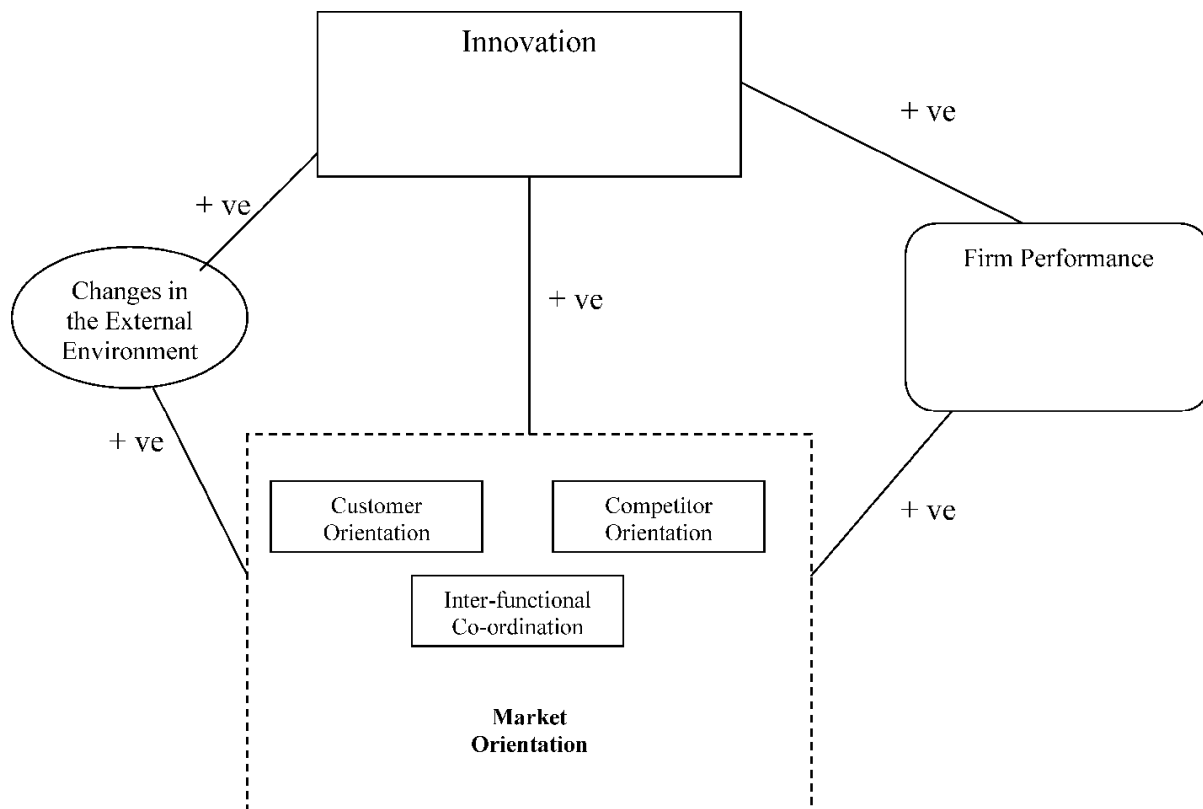 Innovation
+ ve
+ ve
Firm Performance
Changes in
the External
Environment
+ ve
+ ve
Customer
Orientation
Competitor
Orientation
+ ve
Inter-functional
Co-ordination
Market
Orientation